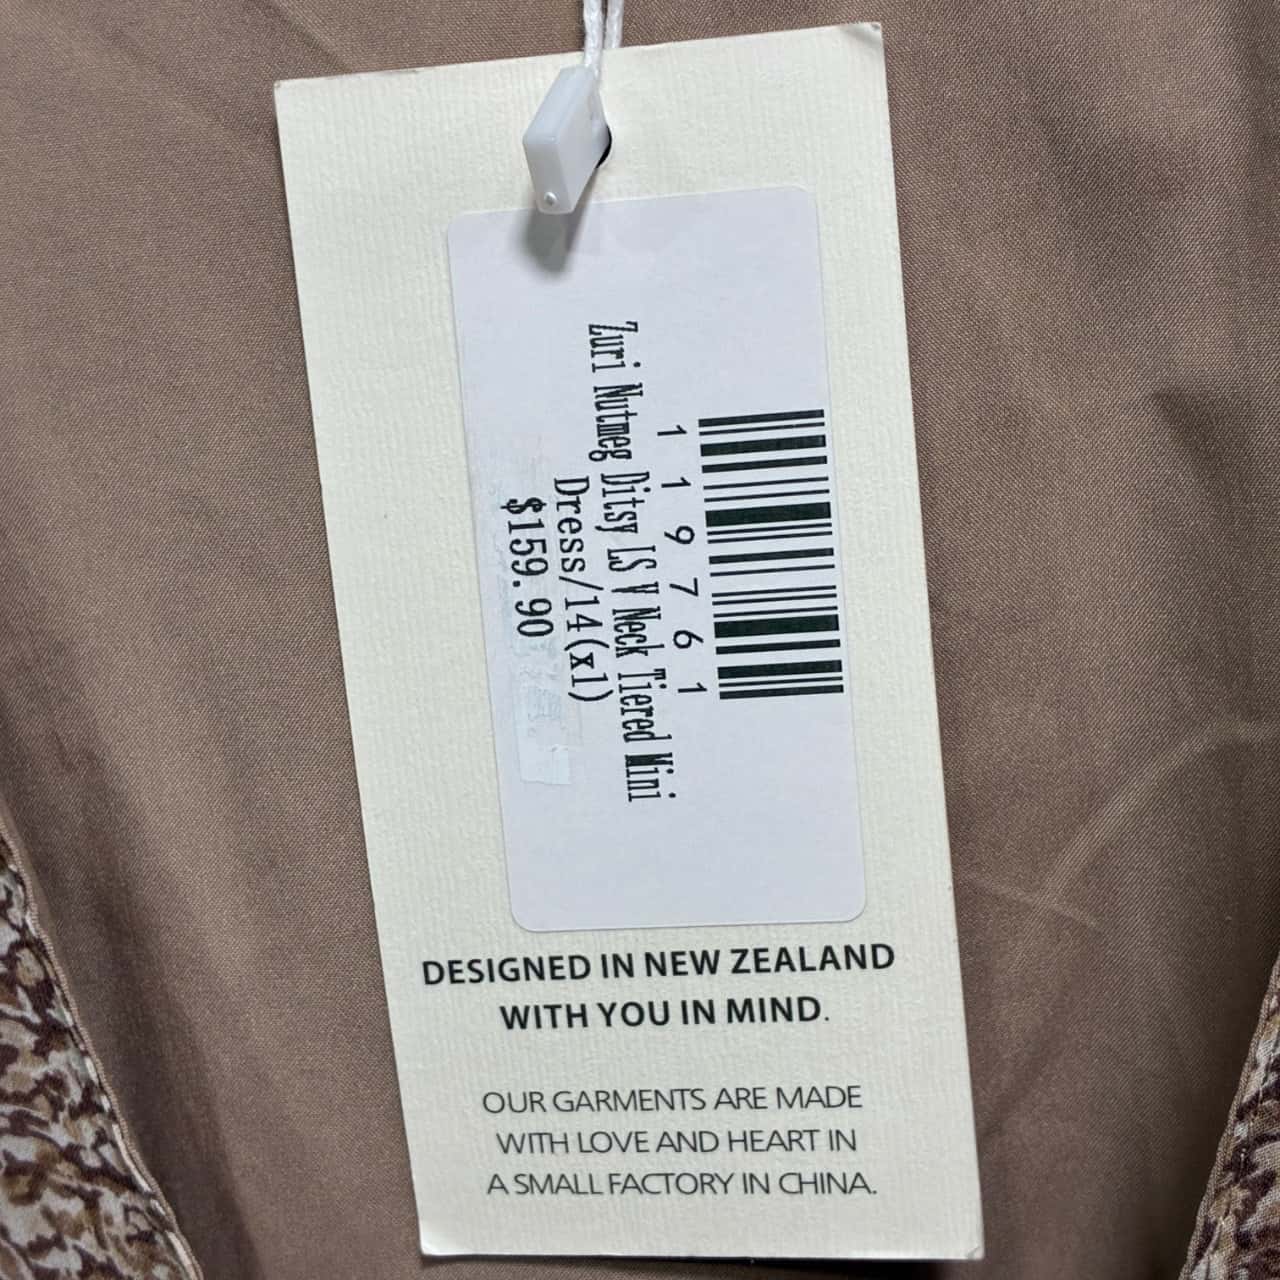 1 1 9 7 6 1
Zuri Nutmeg Ditsy LS V Neck Tiered Mini
Dress/14(xl)
$159.90
DESIGNED IN NEW ZEALAND
WITH YOU IN MIND.
OUR GARMENTS ARE MADE
WITH LOVE AND HEART IN
A SMALL FACTORY IN CHINA.